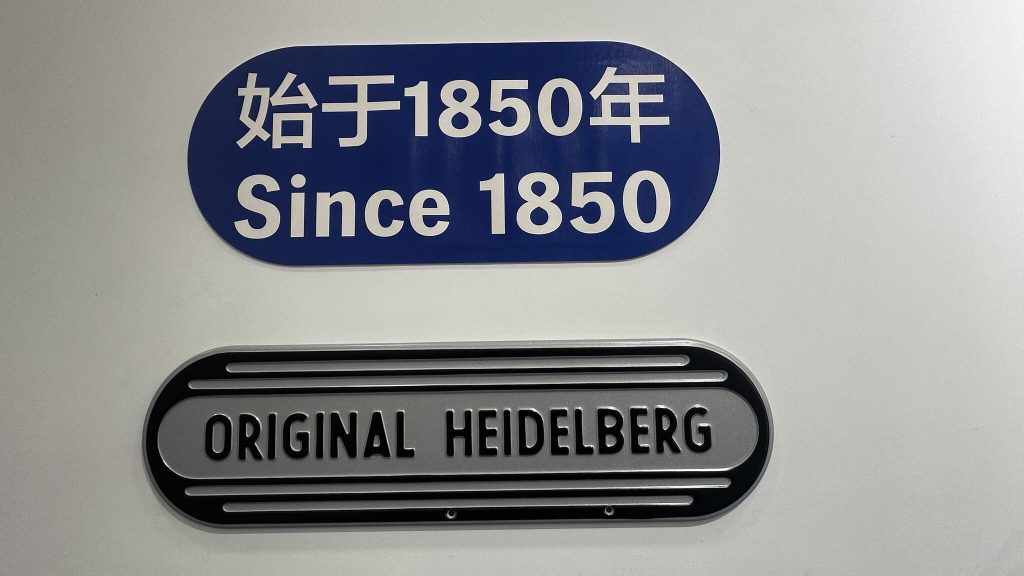 始于1850年
Since 1850
ORIGINAL HEIDELBERG